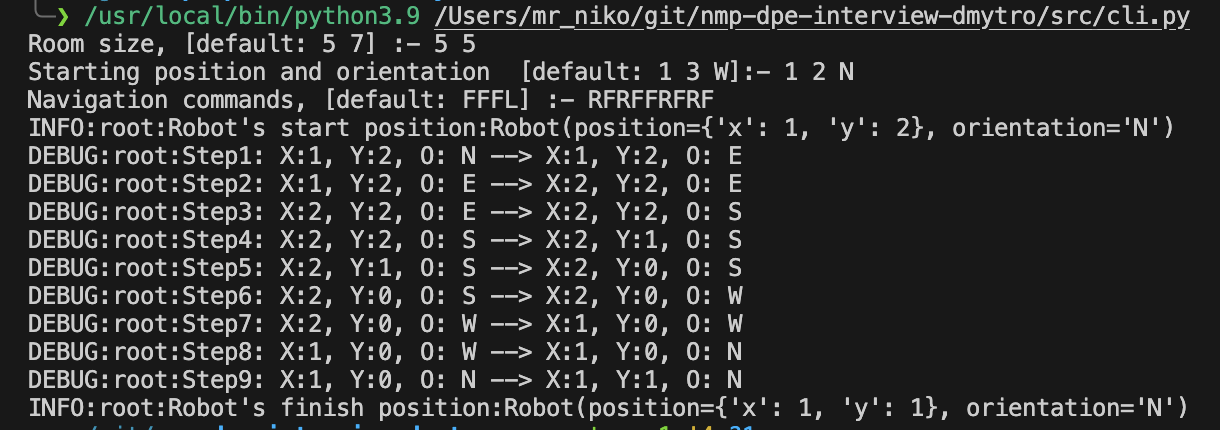 ❯ /usr/local/bin/python3.9 /Users/mr_niko/git/nmp-dpe-interview-dmytro/src/cli.py
Room size, [default: 5 7] :- 5 5
Starting position and orientation  [default: 1 3 W]:- 1 2 N
Navigation commands, [default: FFFL] :- RFRFFRFRF
INFO:root:Robot's start position:Robot(position={'x': 1, 'y': 2}, orientation='N')
DEBUG:root:Step1: X:1, Y:2, O: N --> X:1, Y:2, O: E
DEBUG:root:Step2: X:1, Y:2, O: E --> X:2, Y:2, O: E
DEBUG:root:Step3: X:2, Y:2, O: E --> X:2, Y:2, O: S
DEBUG:root:Step4: X:2, Y:2, O: S --> X:2, Y:1, O: S
DEBUG:root:Step5: X:2, Y:1, O: S --> X:2, Y:0, O: S
DEBUG:root:Step6: X:2, Y:0, O: S --> X:2, Y:0, O: W
DEBUG:root:Step7: X:2, Y:0, O: W --> X:1, Y:0, O: W
DEBUG:root:Step8: X:1, Y:0, O: W --> X:1, Y:0, O: N
DEBUG:root:Step9: X:1, Y:0, O: N --> X:1, Y:1, O: N
INFO:root:Robot's finish position:Robot(position={'x': 1, 'y': 1}, orientation='N')